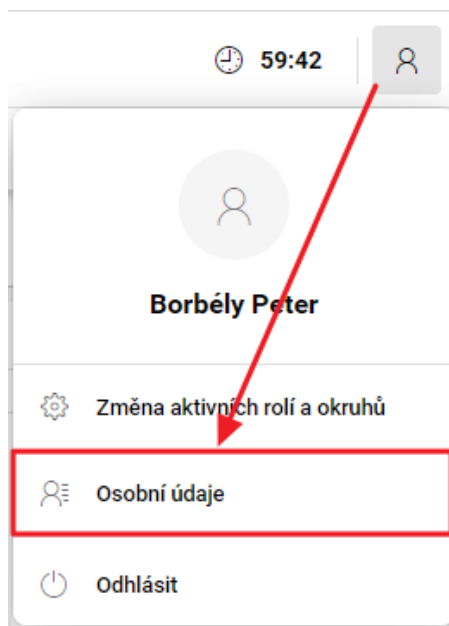 59:42
Borbély Peter
Změna aktivních rolí a okruhů
Osobní údaje
Odhlásit